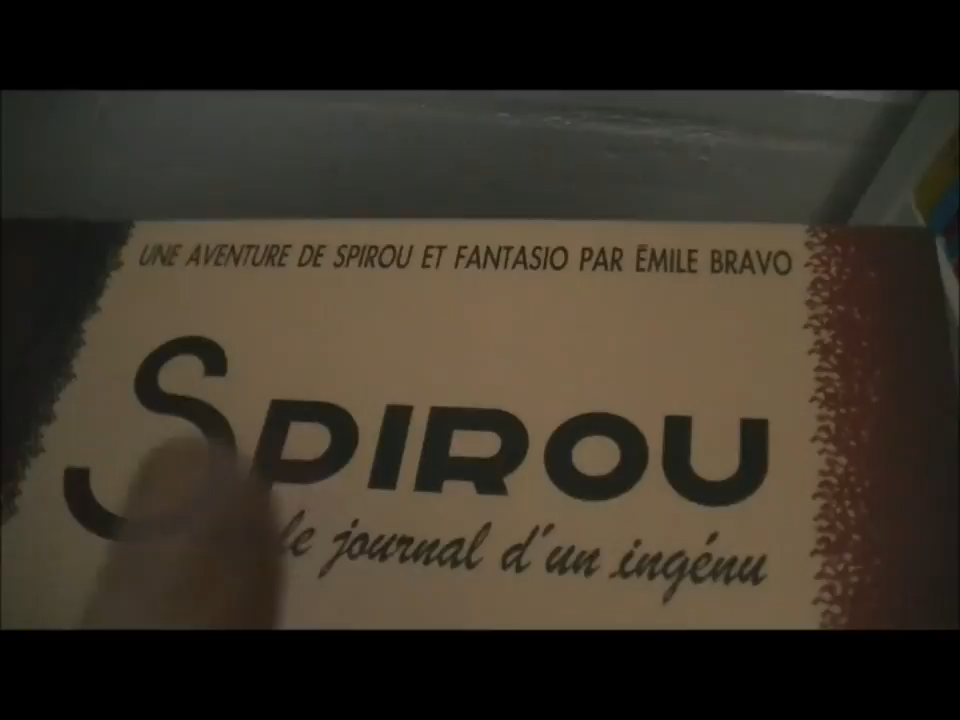 UNE AVENTURE DE SPIROU ET FANTASIO PAR ÉMILE BRAVO
SPIROU
le journal d'un ingénu